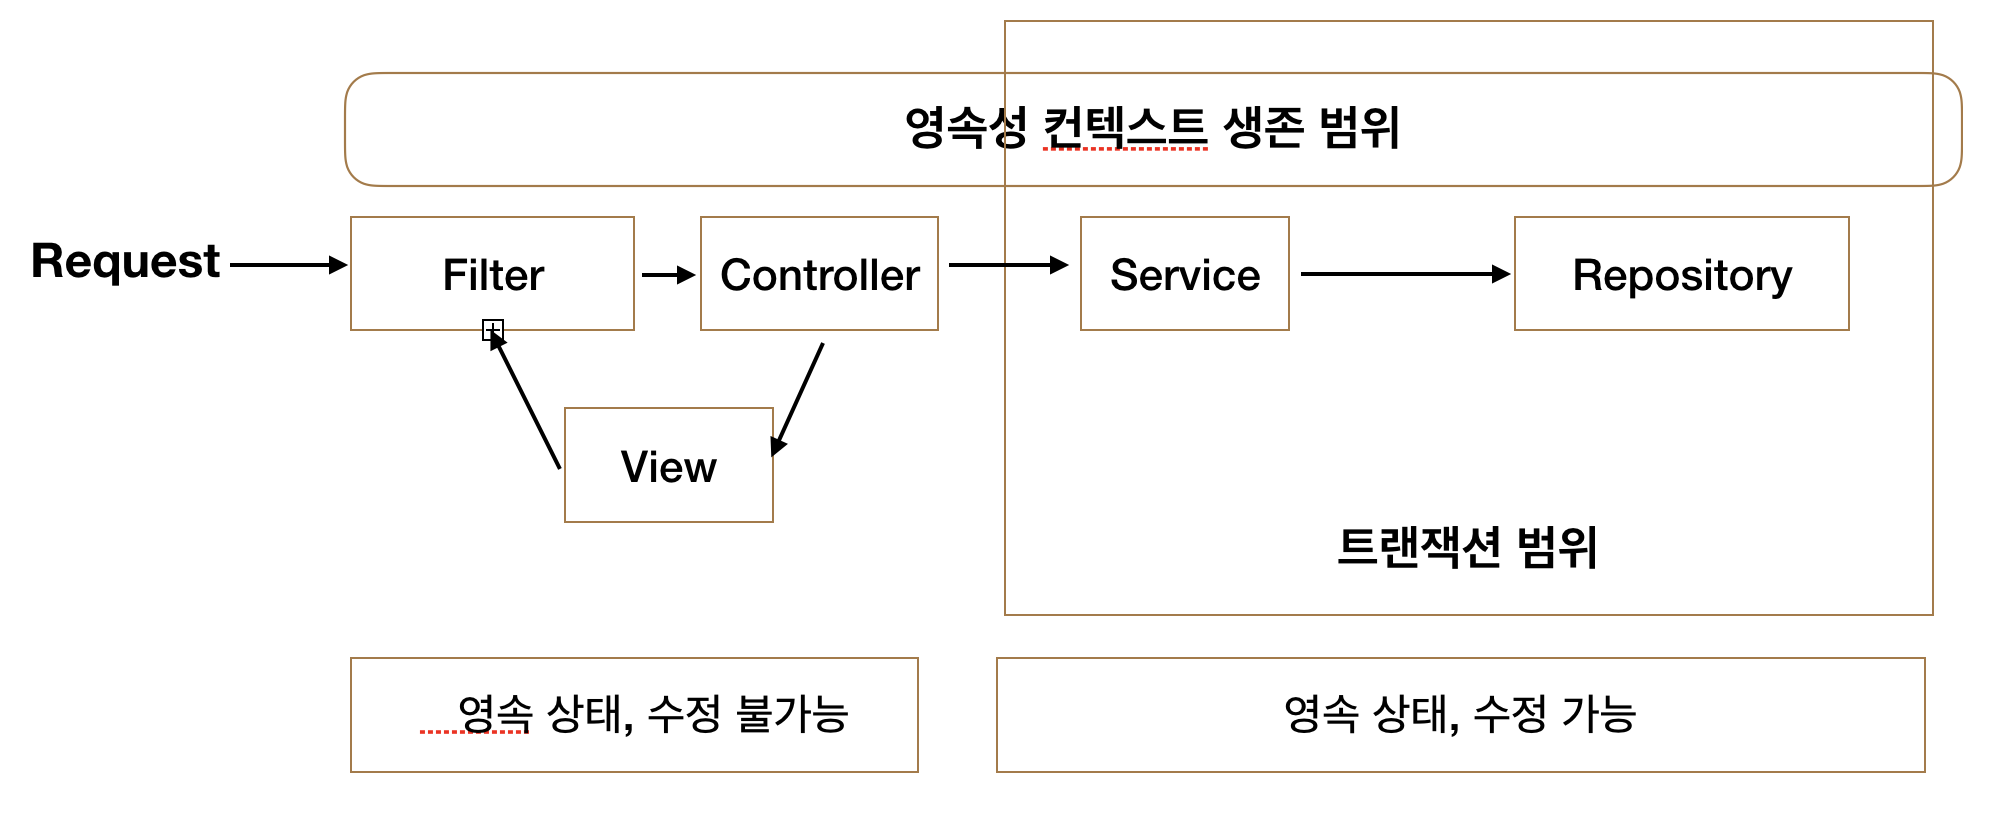 영속성 컨텍스트 생존 범위
Request
Filter
Controller
Service
Repository
View
트랜잭션 범위
영속 상태, 수정 불가능
영속 상태, 수정 가능